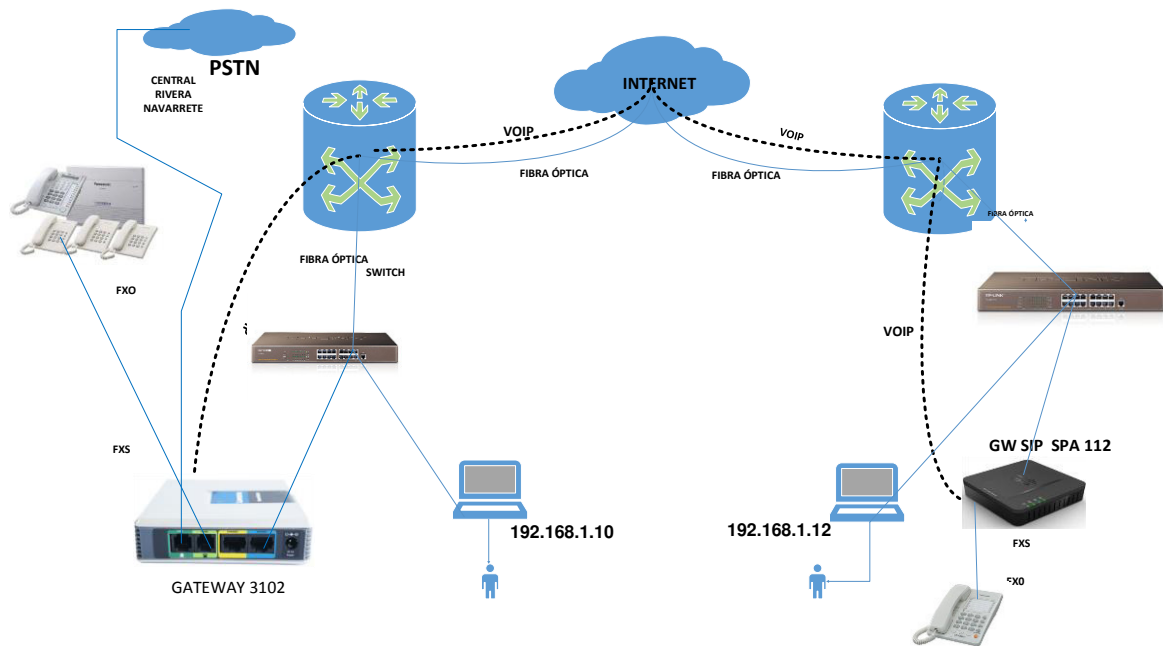 PSTN
CENTRAL
RIVERA
NAVARRETE
INTERNET
VOIP
VOIP
FIBRA ÓPTICA
FIBRA ÓPTICA
FIBRA ÓPTICA
FIBRA ÓPTICA
SWITCH
FXO
VOIP
FXS
GW SIP SPA 112
192.168.1.10
192.168.1.12
FXS
GATEWAY 3102
FX0